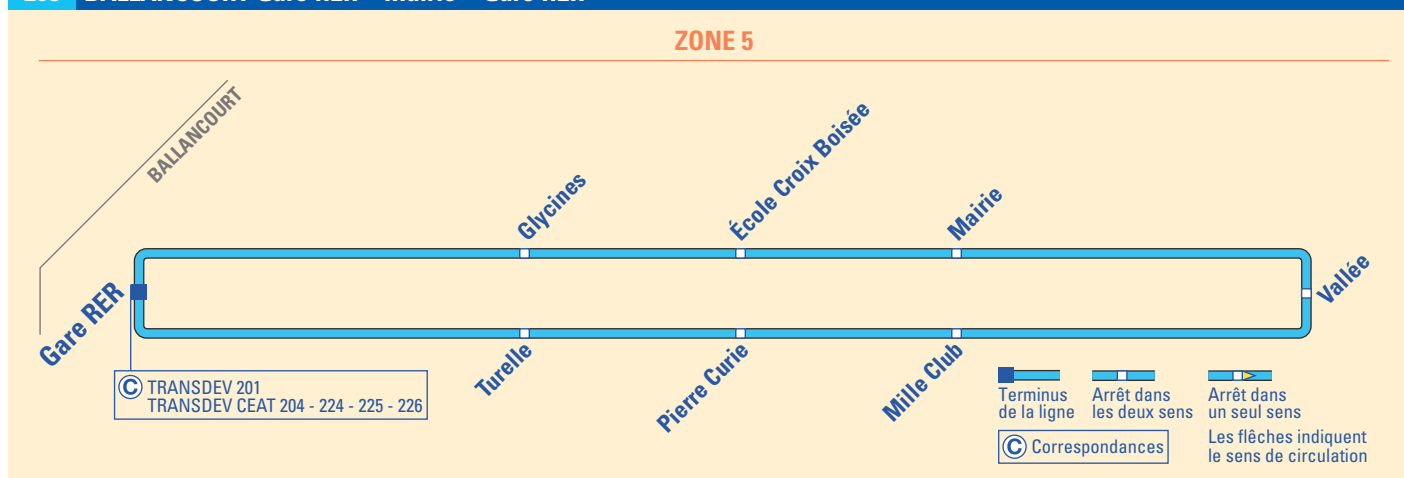 ZONE 5
BALLANCOURT
Glycines
École Croix Boisée
Mairie
Vallée
Gare RER
Turelle
Pierre Curie
Mille Club
C TRANSDEV 201
TRANSDEV CEAT 204 - 224 - 225 - 226
Terminus
de la ligne
Arrêt dans
les deux sens
Arrêt dans
un seul sens
C Correspondances
Les flêches indiquent
le sens de circulation